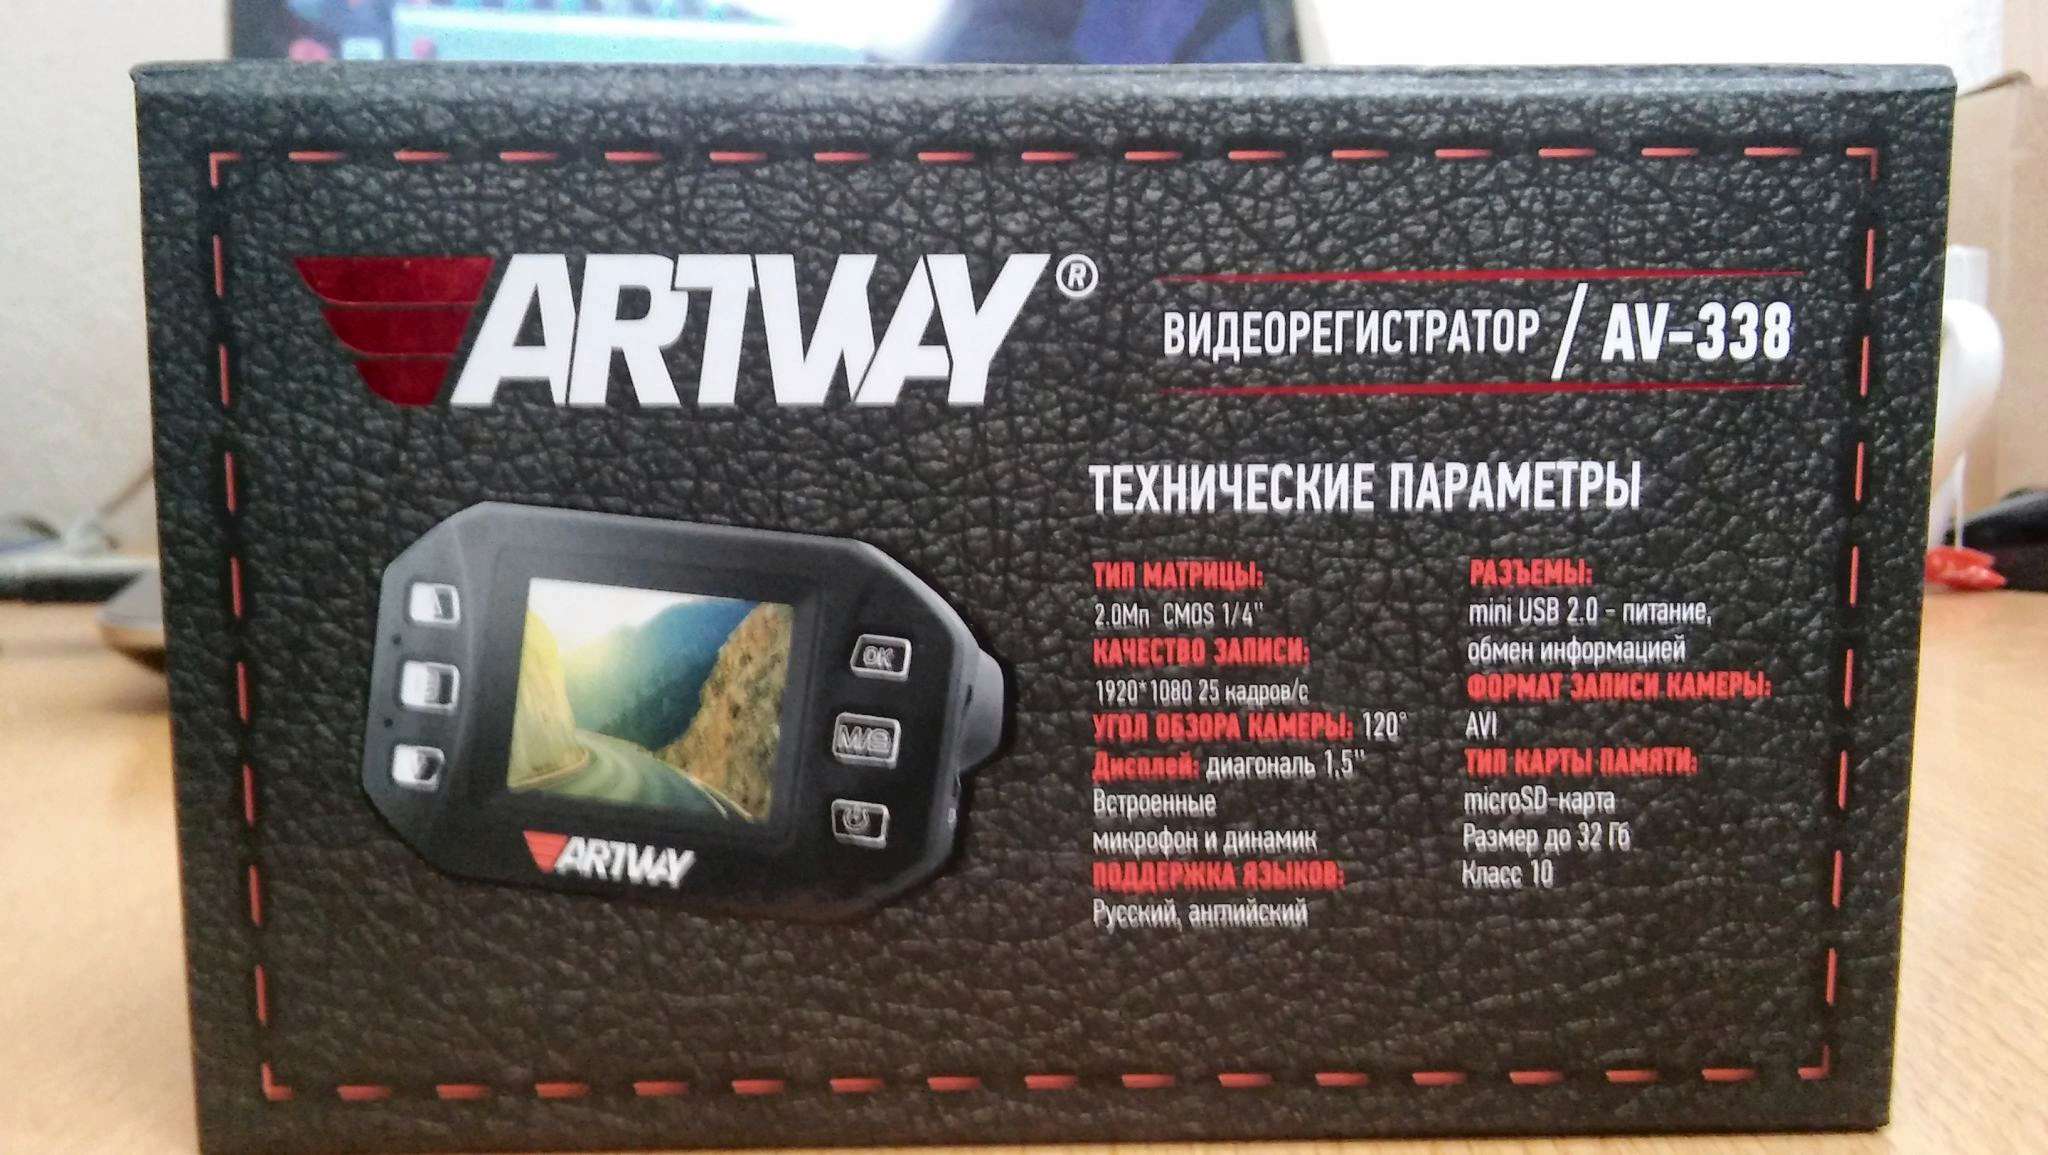 ARTWAY®
ВИДЕОРЕГИСТРАТОР / AV-338
ТЕХНИЧЕСКИЕ ПАРАМЕТРЫ
ТИП МАТРИЦЫ:
2.0Мп CMOS 1/4"
КАЧЕСТВО ЗАПИСИ:
1920*1080 25 кадров/с
УГОЛ ОБЗОРА КАМЕРЫ: 120°
Дисплей: диагональ 1,5"
Встроенные
микрофон и динамик
ПОДДЕРЖКА ЯЗЫКОВ:
Русский, английский
РАЗЪЕМЫ:
mini USB 2.0 - питание,
обмен информацией
ФОРМАТ ЗАПИСИ КАМЕРЫ:
AVI
ТИП КАРТЫ ПАМЯТИ:
microSD-карта
Размер до 32 Гб
Класс 10
OK
ARTWAY